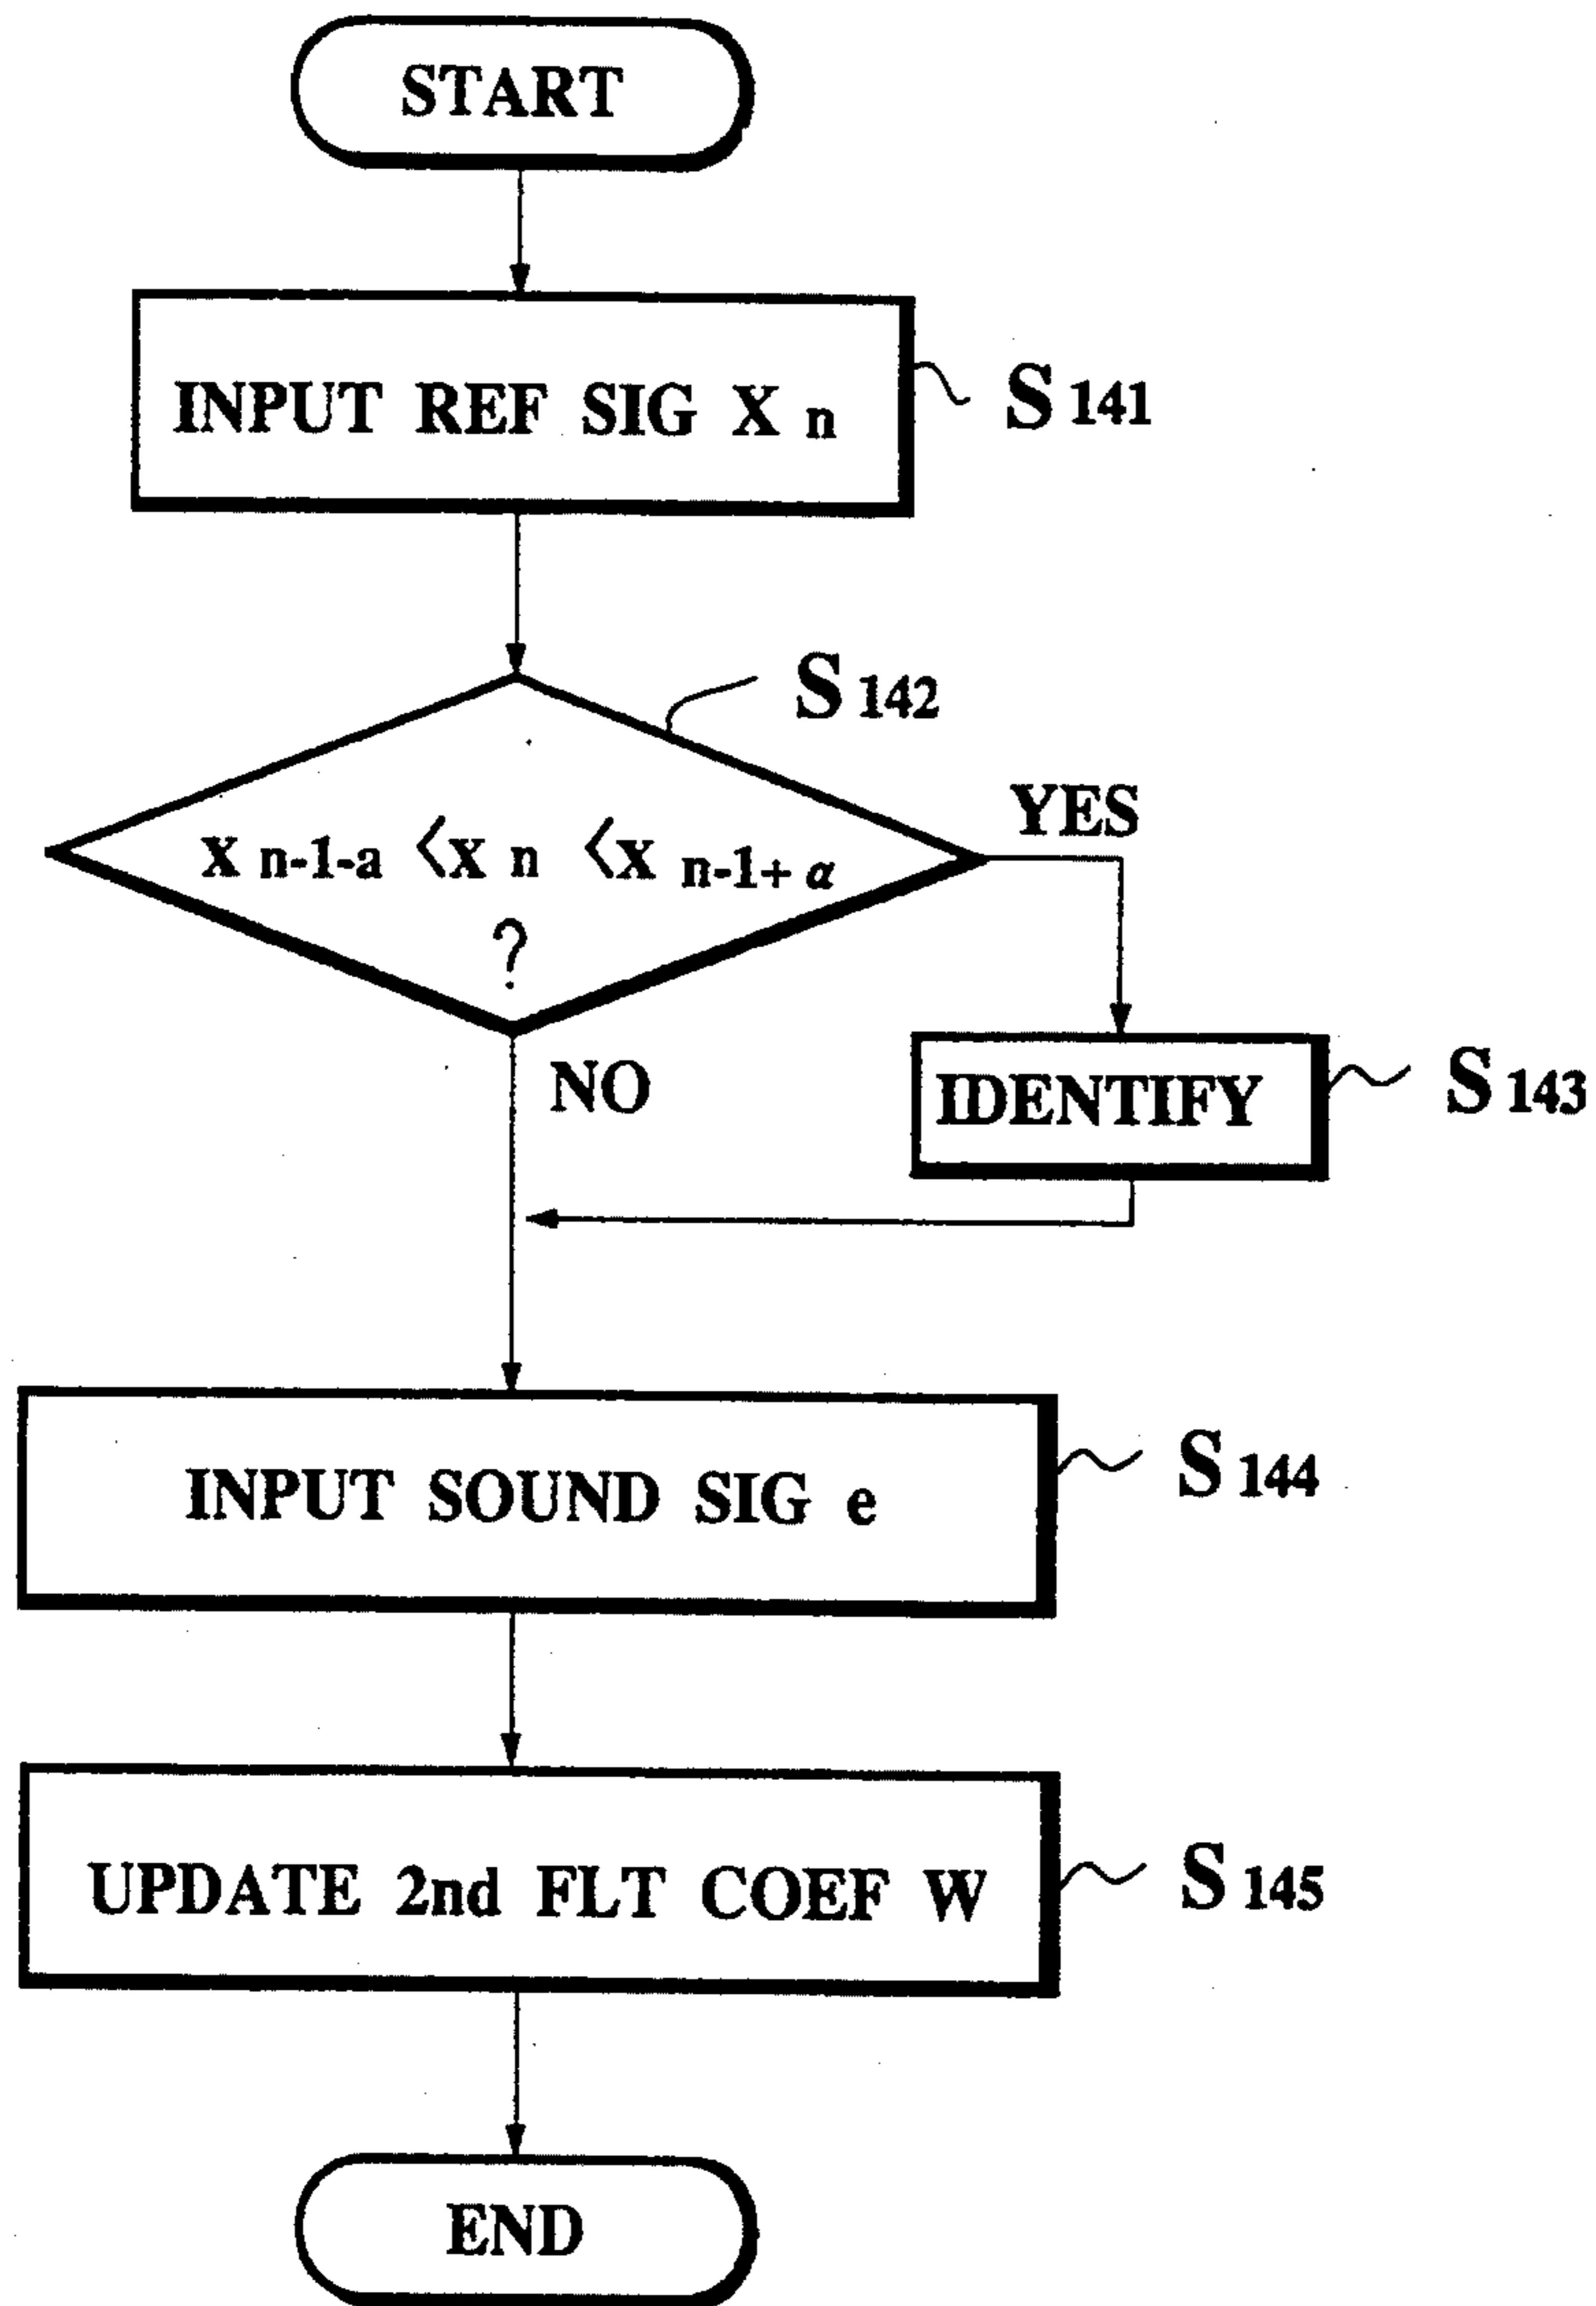 START
INPUT REF SIG X n
S 141
S 142
X n-1-a < X n < X n-1+α
?
YES
NO
IDENTIFY
S 143
INPUT SOUND SIG e
S 144
UPDATE 2nd FLT COEF W
S 145
END